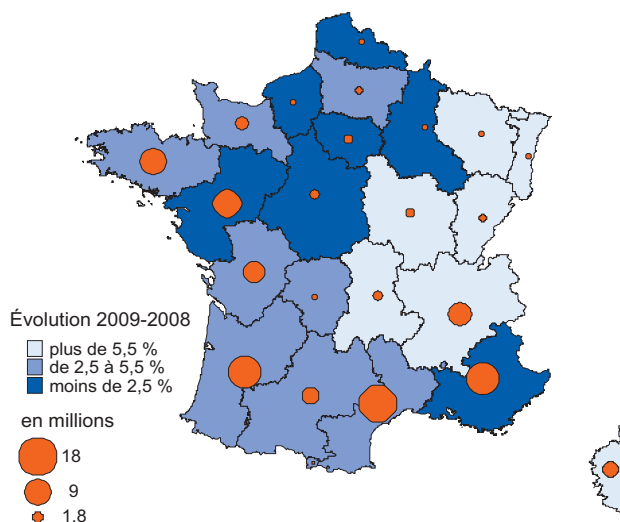 Évolution 2009-2008
plus de 5,5 %
de 2,5 à 5,5 %
moins de 2,5 %
en millions
18
9
1,8